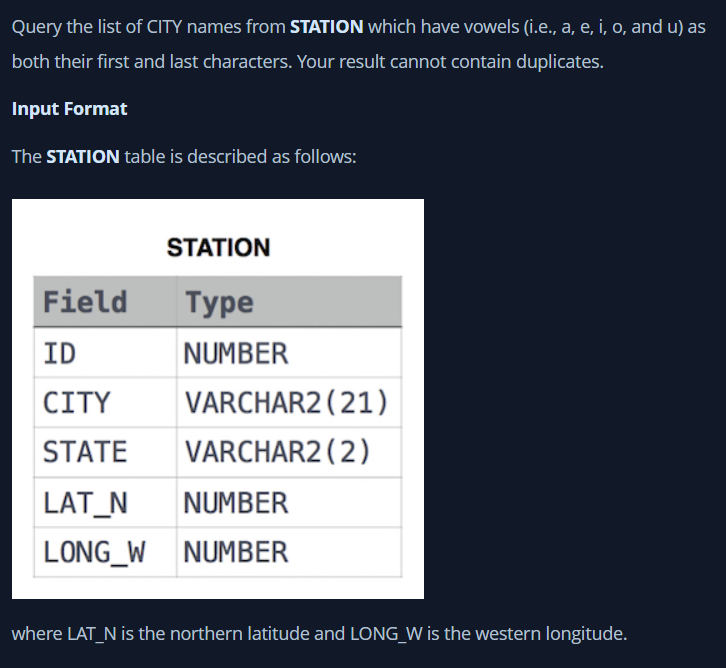 Query the list of CITY names from STATION which have vowels (i.e., a, e, i, o, and u) as
both their first and last characters. Your result cannot contain duplicates.
Input Format
The STATION table is described as follows:
STATION
Field Type
ID NUMBER
CITY VARCHAR2(21)
STATE VARCHAR2(2)
LAT_N NUMBER
LONG_W NUMBER
where LAT_N is the northern latitude and LONG_W is the western longitude.